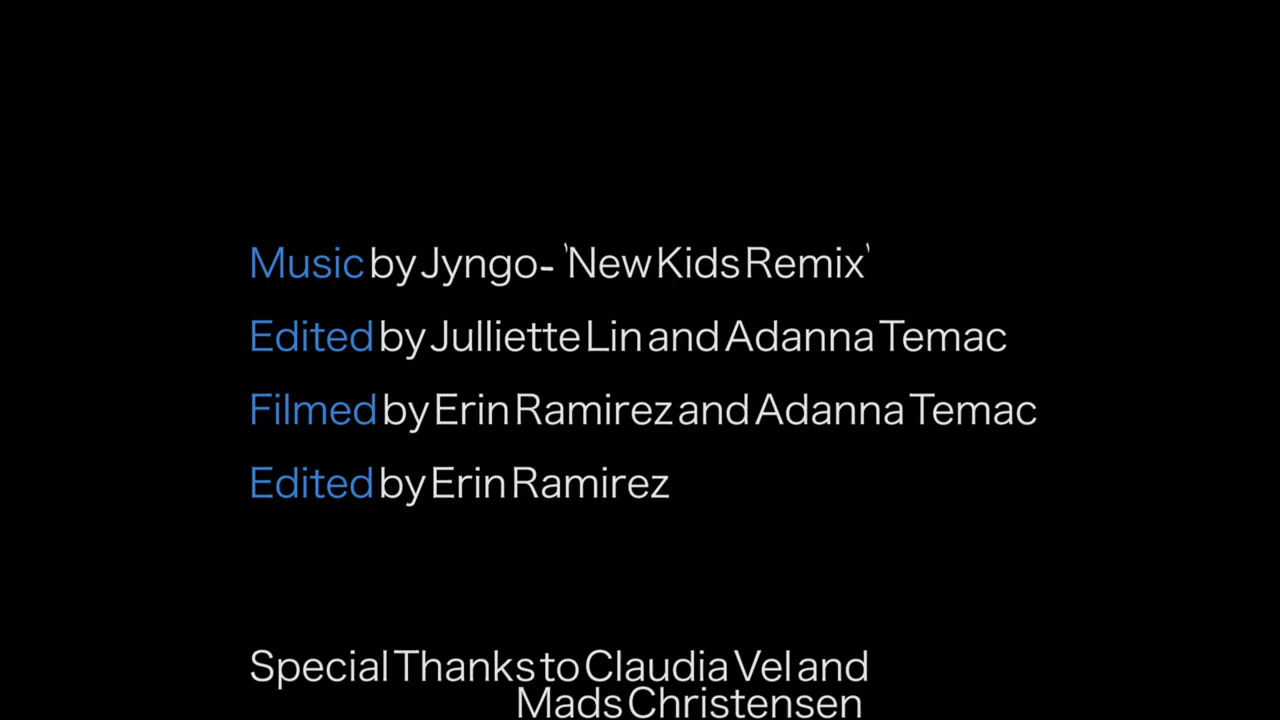 Music by Jyngo- 'New Kids Remix'
Edited by Julliette Lin and Adanna Temac
Filmed by Erin Ramirez and Adanna Temac
Edited by Erin Ramirez
Special Thanks to Claudia Vel and
Mads Christensen